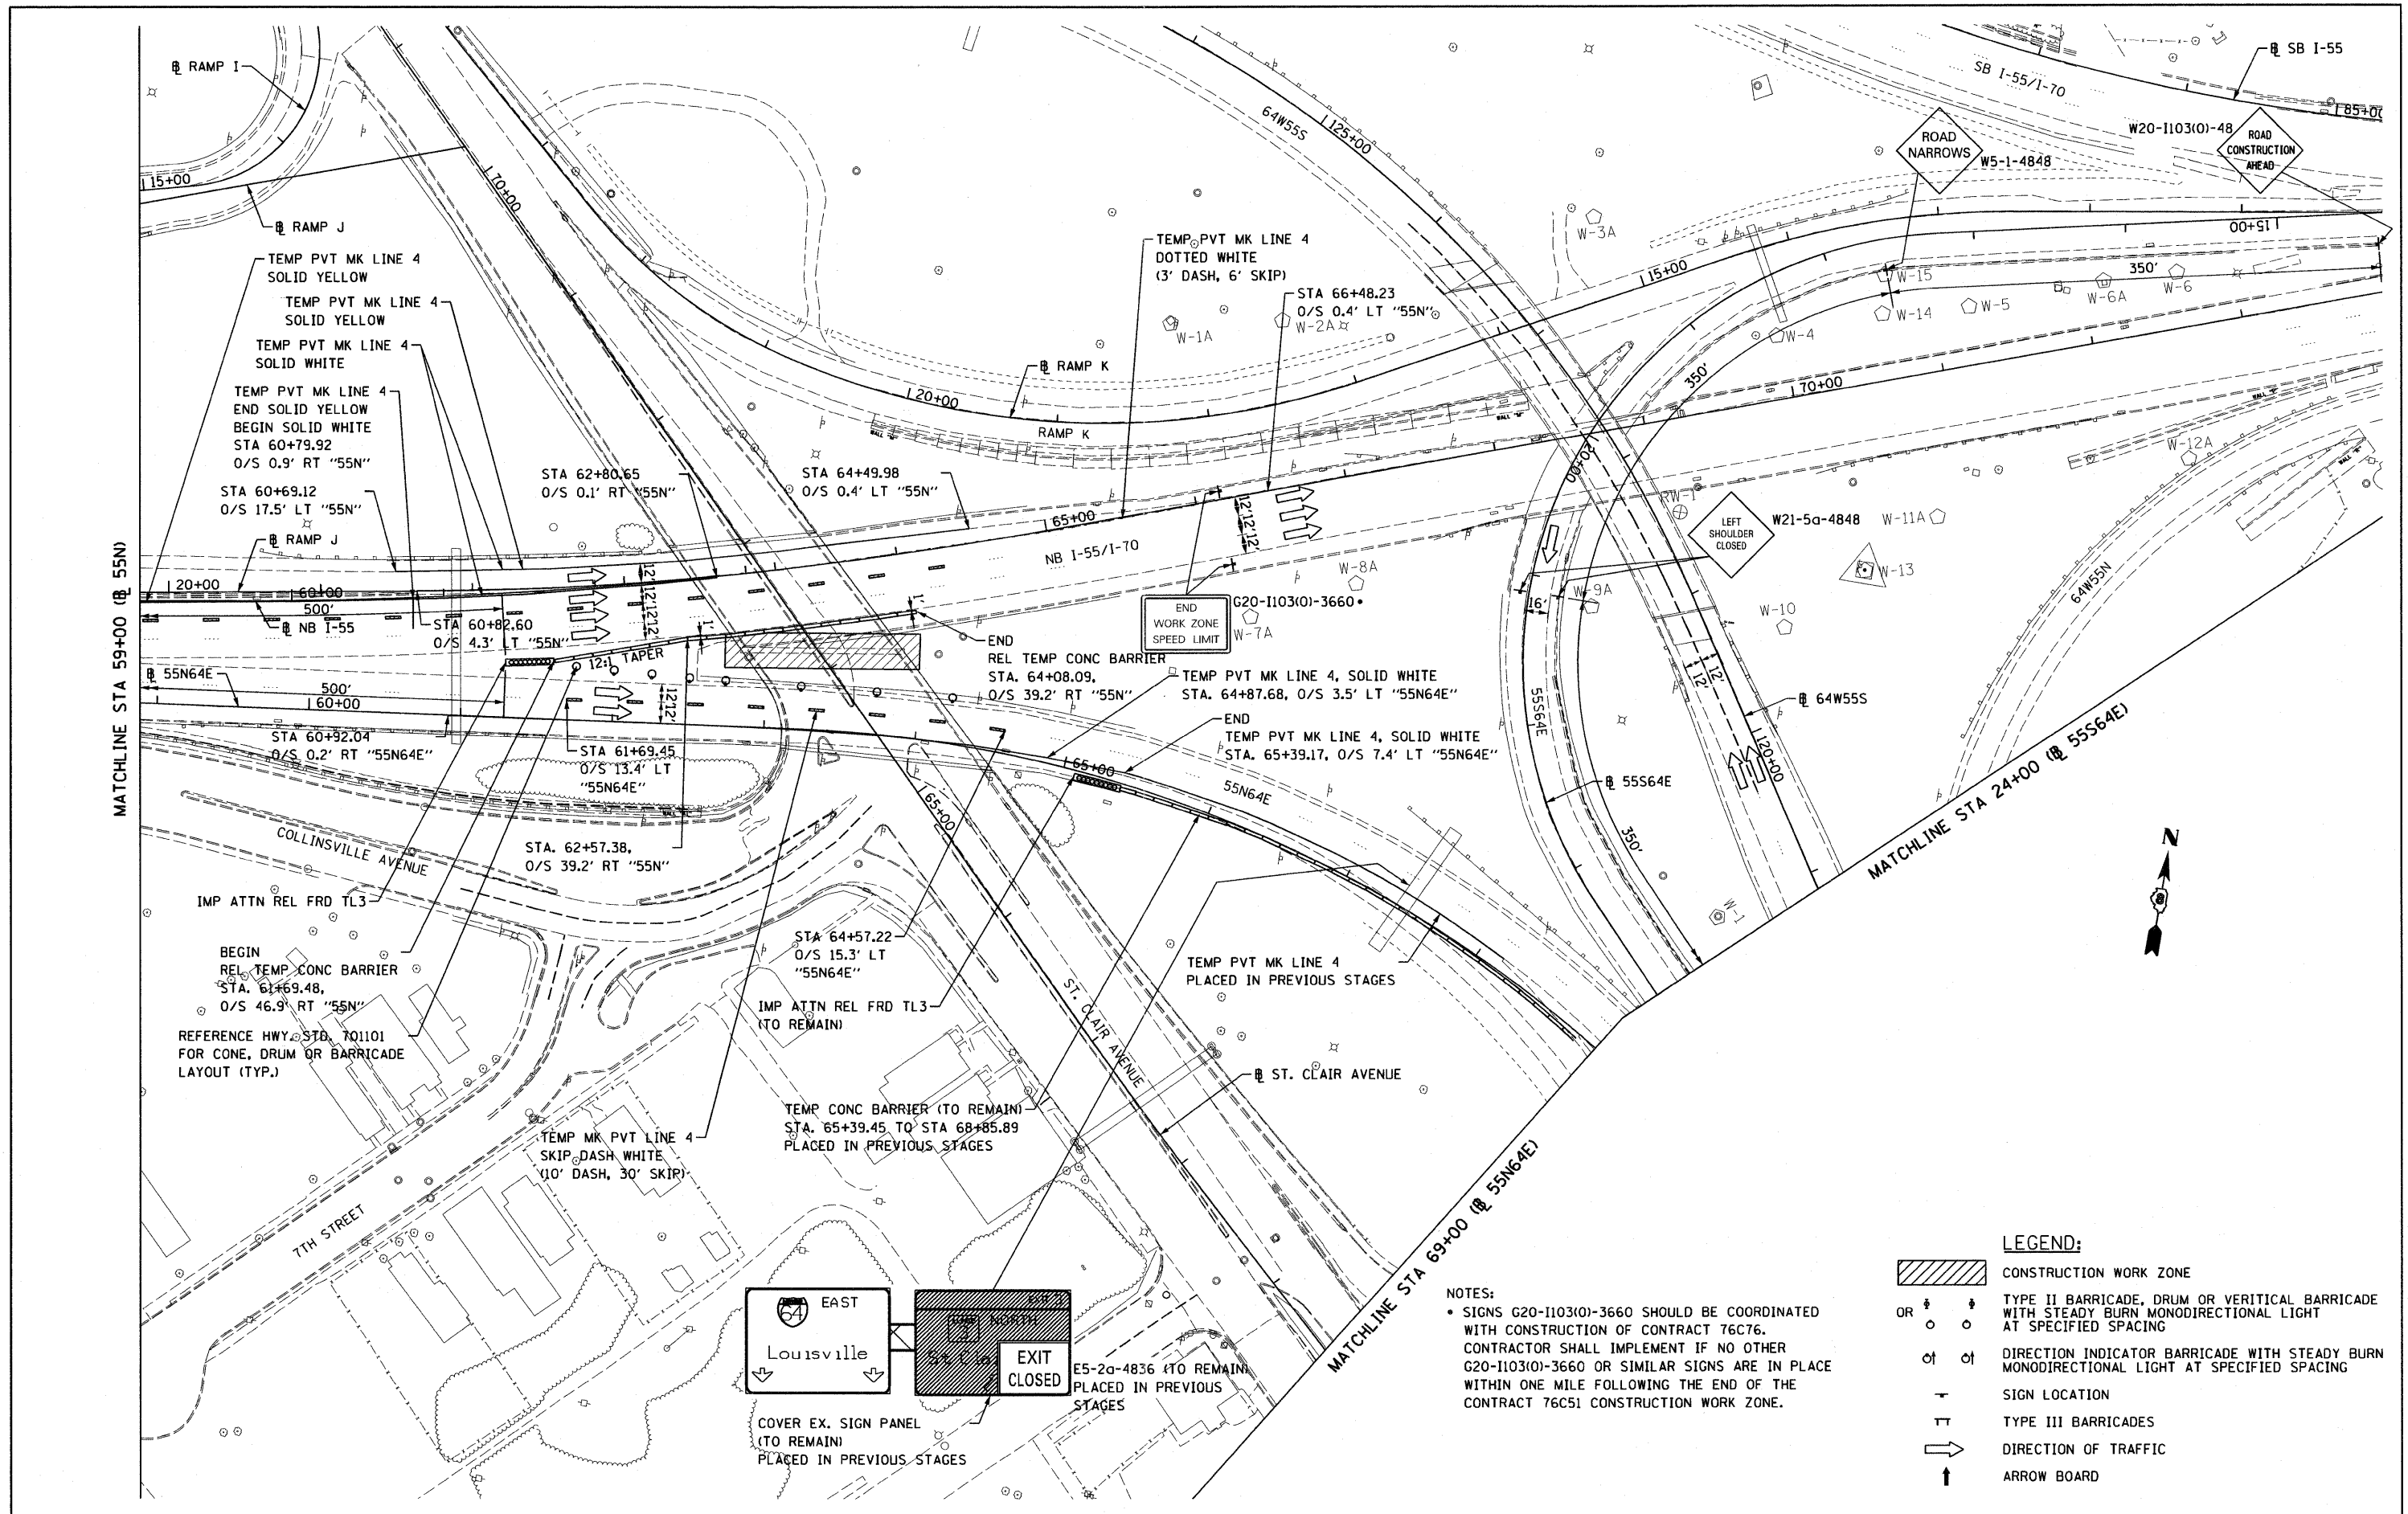 ℄ RAMP I
15+00
℄ RAMP J
70+00
TEMP PVT MK LINE 4
SOLID YELLOW
TEMP PVT MK LINE 4
SOLID YELLOW
TEMP PVT MK LINE 4
SOLID WHITE
TEMP PVT MK LINE 4
END SOLID YELLOW
BEGIN SOLID WHITE
STA 60+79.92
O/S 0.9' RT "55N"
STA 60+69.12
O/S 17.5' LT "55N"
℄ RAMP J
20+00
60+00
500'
℄ NB I-55
STA 60+82.60
O/S 4.3' LT "55N"
MATCHLINE STA 59+00 (℄ 55N)
℄ 55N64E
500'
60+00
STA 60+92.04
O/S 0.2' RT "55N64E"
STA 62+80.65
O/S 0.1' RT "55N"
STA 64+49.98
O/S 0.4' LT "55N"
12'
12'
12'
12'
12:1 TAPER
1'
1'
12'
12'
STA 61+69.45
O/S 13.4' LT
"55N64E"
STA. 62+57.38,
O/S 39.2' RT "55N"
COLLINSVILLE AVENUE
IMP ATTN REL FRD TL3
BEGIN
REL TEMP CONC BARRIER
STA. 61+69.48,
O/S 46.9' RT "55N"
REFERENCE HWY. STD. 701101
FOR CONE, DRUM OR BARRICADE
LAYOUT (TYP.)
TEMP MK PVT LINE 4
SKIP DASH WHITE
(10' DASH, 30' SKIP)
7TH STREET
64W55S
125+00
TEMP PVT MK LINE 4
DOTTED WHITE
(3' DASH, 6' SKIP)
STA 66+48.23
O/S 0.4' LT "55N"
W-1A
W-2A
W-3A
℄ RAMP K
20+00
RAMP K
WALL
WALL
15+00
65+00
NB I-55/I-70
12'
12'
12'
END
WORK ZONE
SPEED LIMIT
G20-I103(0)-3660 •
W-7A
W-8A
END
REL TEMP CONC BARRIER
STA. 64+08.09,
O/S 39.2' RT "55N"
TEMP PVT MK LINE 4, SOLID WHITE
STA. 64+87.68, O/S 3.5' LT "55N64E"
END
TEMP PVT MK LINE 4, SOLID WHITE
STA. 65+39.17, O/S 7.4' LT "55N64E"
65+00
55N64E
65+00
STA 64+57.22
O/S 15.3' LT
"55N64E"
IMP ATTN REL FRD TL3
(TO REMAIN)
TEMP PVT MK LINE 4
PLACED IN PREVIOUS STAGES
ST. CLAIR AVENUE
℄ ST. CLAIR AVENUE
TEMP CONC BARRIER (TO REMAIN)
STA. 65+39.45 TO STA 68+85.89
PLACED IN PREVIOUS STAGES
℄ SB I-55
SB I-55/I-70
85+00
ROAD
NARROWS
W5-1-4848
W20-I103(0)-48
ROAD
CONSTRUCTION
AHEAD
15+00
350'
W-15
W-14
W-5
W-6A
W-6
W-4
350'
70+00
WALL
W-12A
WALL
20+00
RW-1
LEFT
SHOULDER
CLOSED
W21-5a-4848
W-11A
W-13
W-9A
W-10
16'
12'
12'
55S64E
℄ 64W55S
120+00
℄ 55S64E
350'
W-1
64W55N
MATCHLINE STA 24+00 (℄ 55S64E)
N
MATCHLINE STA 69+00 (℄ 55N64E)
64
EAST
Louisville
NORTH
EXIT
CLOSED
E5-2a-4836 (TO REMAIN)
PLACED IN PREVIOUS
STAGES
COVER EX. SIGN PANEL
(TO REMAIN)
PLACED IN PREVIOUS STAGES
NOTES:
• SIGNS G20-I103(0)-3660 SHOULD BE COORDINATED
WITH CONSTRUCTION OF CONTRACT 76C76.
CONTRACTOR SHALL IMPLEMENT IF NO OTHER
G20-I103(0)-3660 OR SIMILAR SIGNS ARE IN PLACE
WITHIN ONE MILE FOLLOWING THE END OF THE
CONTRACT 76C51 CONSTRUCTION WORK ZONE.
LEGEND:
CONSTRUCTION WORK ZONE
OR
TYPE II BARRICADE, DRUM OR VERITICAL BARRICADE
WITH STEADY BURN MONODIRECTIONAL LIGHT
AT SPECIFIED SPACING
DIRECTION INDICATOR BARRICADE WITH STEADY BURN
MONODIRECTIONAL LIGHT AT SPECIFIED SPACING
SIGN LOCATION
TYPE III BARRICADES
DIRECTION OF TRAFFIC
ARROW BOARD